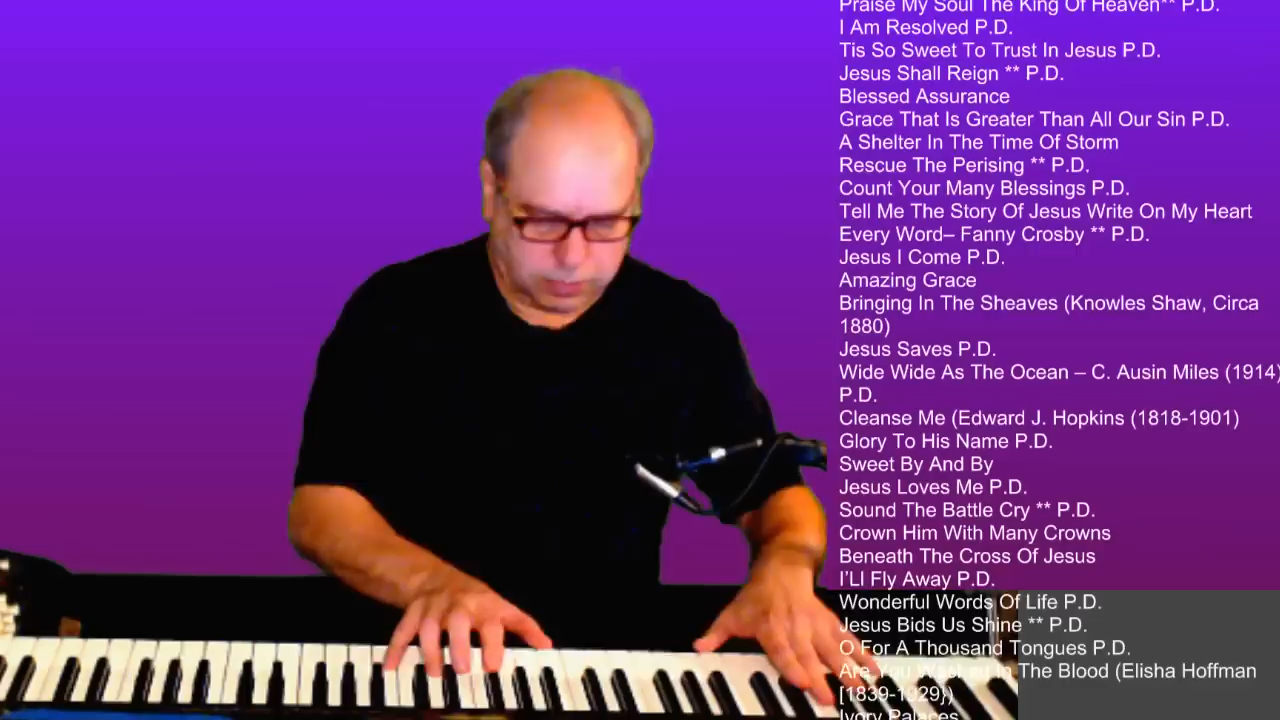 Praise My Soul The King Of Heaven** P.D.
I Am Resolved P.D.
Tis So Sweet To Trust In Jesus P.D.
Jesus Shall Reign ** P.D.
Blessed Assurance
Grace That Is Greater Than All Our Sin P.D.
A Shelter In The Time Of Storm
Rescue The Perising ** P.D.
Count Your Many Blessings P.D.
Tell Me The Story Of Jesus Write On My Heart
Every Word– Fanny Crosby ** P.D.
Jesus I Come P.D.
Amazing Grace
Bringing In The Sheaves (Knowles Shaw, Circa
1880)
Jesus Saves P.D.
Wide Wide As The Ocean – C. Ausin Miles (1914)
P.D.
Cleanse Me (Edward J. Hopkins (1818-1901)
Glory To His Name P.D.
Sweet By And By
Jesus Loves Me P.D.
Sound The Battle Cry ** P.D.
Crown Him With Many Crowns
Beneath The Cross Of Jesus
I’Ll Fly Away P.D.
Wonderful Words Of Life P.D.
Jesus Bids Us Shine ** P.D.
O For A Thousand Tongues P.D.
Are You Washed In The Blood (Elisha Hoffman
[1839-1929})
Ivory Palaces